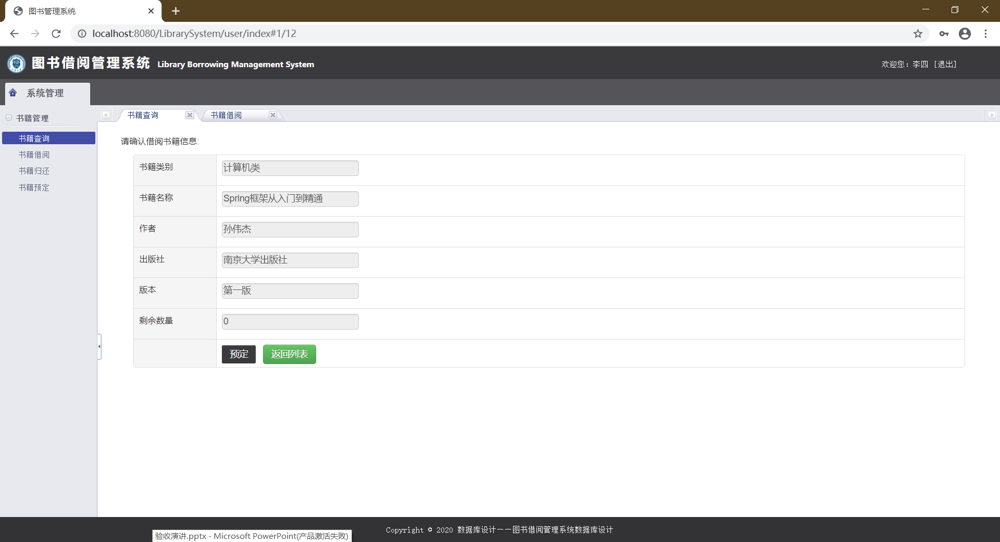 图书管理系统
localhost:8080/LibrarySystem/user/index#1/12
图书借阅管理系统 Library Borrowing Management System
欢迎您：李四 [退出]
系统管理
书籍管理
书籍查询
书籍借阅
书籍归还
书籍预定
书籍查询 书籍借阅
请确认借阅书籍信息:
书籍类别 计算机类
书籍名称 Spring框架从入门到精通
作者 孙伟杰
出版社 南京大学出版社
版本 第一版
剩余数量 0
预定 返回列表
Copyright © 2020 数据库设计——图书借阅管理系统数据库设计
验收演讲.pptx - Microsoft PowerPoint(产品激活失败)